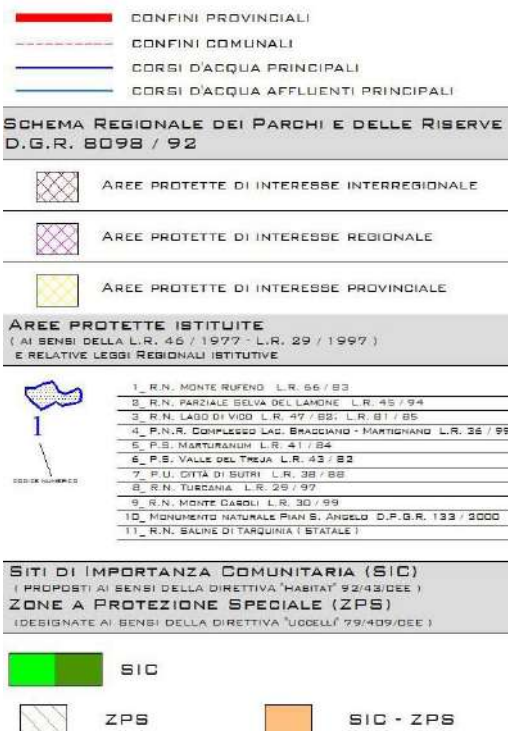 CONFINI PROVINCIALI
CONFINI COMUNALI
CORSI D'ACQUA PRINCIPALI
CORSI D'ACQUA AFFLUENTI PRINCIPALI
SCHEMA REGIONALE DEI PARCHI E DELLE RISERVE
D.G.R. 8098 / 92
AREE PROTETTE DI INTERESSE INTERREGIONALE
AREE PROTETTE DI INTERESSE REGIONALE
AREE PROTETTE DI INTERESSE PROVINCIALE
AREE PROTETTE ISTITUITE
( AI SENSI DELLA L.R. 46 / 1977 - L.R. 29 / 1997 )
E RELATIVE LEGGI REGIONALI ISTITUTIVE
1_ R.N. MONTE RUFENO L.R. 66 / 83
2_ R.N. PARZIALE SELVA DEL LAMONE L.R. 45 / 94
3_ R.N. LAGO DI VICO L.R. 47 / 82; L.R. 81 / 85
4_ P.N.R. COMPLESSO LAG. BRACCIANO - MARTIGNANO L.R. 36 / 99
5_ P.S. MARTURANUM L.R. 41 / 84
6_ P.S. VALLE DEL TREJA L.R. 43 / 82
7_ P.U. CITTÀ DI SUTRI L.R. 38 / 88
8_ R.N. TUSCANIA L.R. 29 / 97
9_ R.N. MONTE CASOLI L.R. 30 / 99
10_ MONUMENTO NATURALE PIAN S. ANGELO D.P.G.R. 133 / 2000
11_ R.N. SALINE DI TARQUINIA ( STATALE )
1
CODICE NUMERICO
SITI DI IMPORTANZA COMUNITARIA (SIC)
( PROPOSTI AI SENSI DELLA DIRETTIVA "HABITAT" 92/43/CEE )
ZONE A PROTEZIONE SPECIALE (ZPS)
(DESIGNATE AI SENSI DELLA DIRETTIVA "UCCELLI" 79/409/CEE )
SIC
ZPS
SIC - ZPS